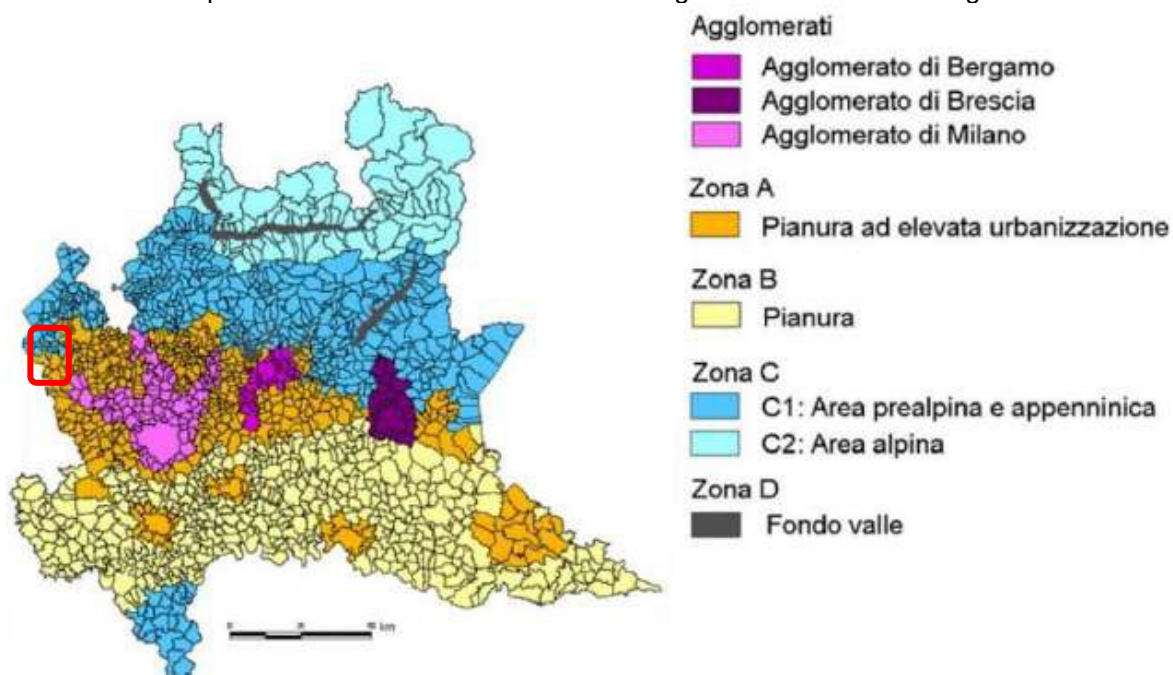 Agglomerati
Agglomerato di Bergamo
Agglomerato di Brescia
Agglomerato di Milano
Zona A
Pianura ad elevata urbanizzazione
Zona B
Pianura
Zona C
C1: Area prealpina e appenninica
C2: Area alpina
Zona D
Fondo valle
km